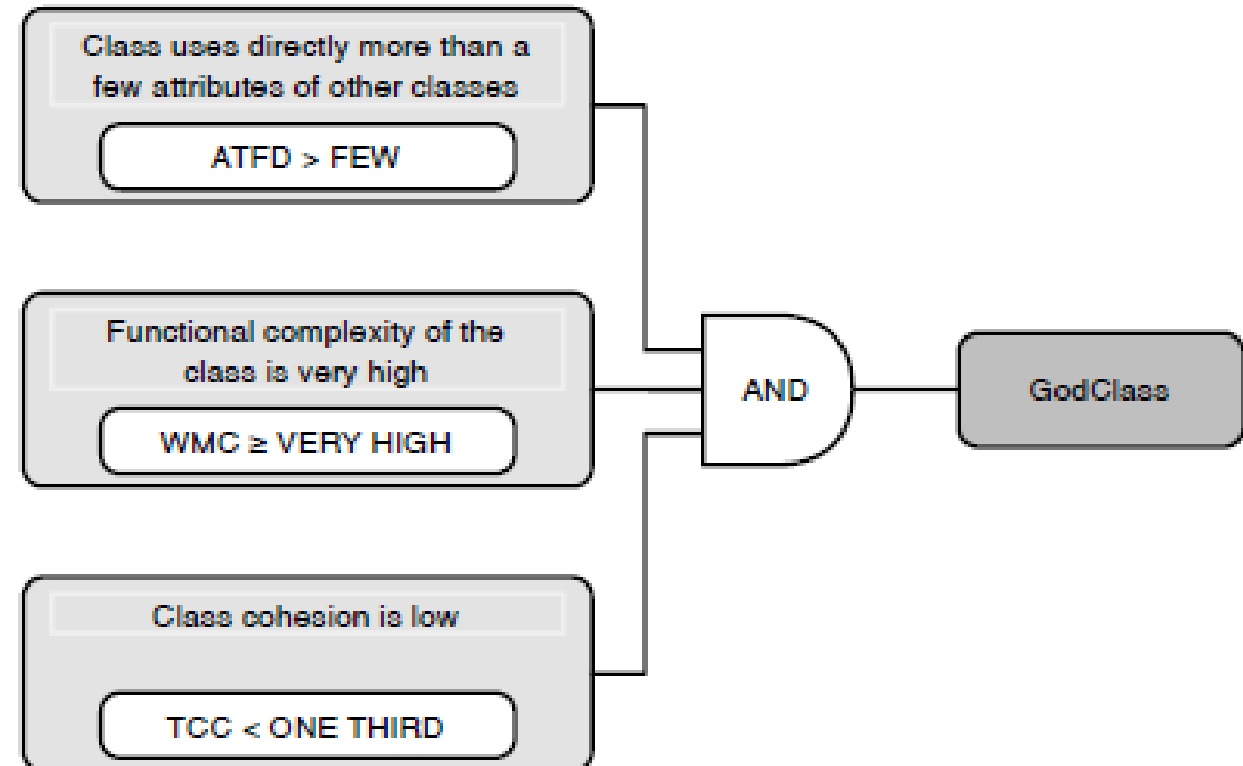 Class uses directly more than a
few attributes of other classes
ATFD > FEW
Functional complexity of the
class is very high
WMC ≥ VERY HIGH
AND
GodClass
Class cohesion is low
TCC < ONE THIRD